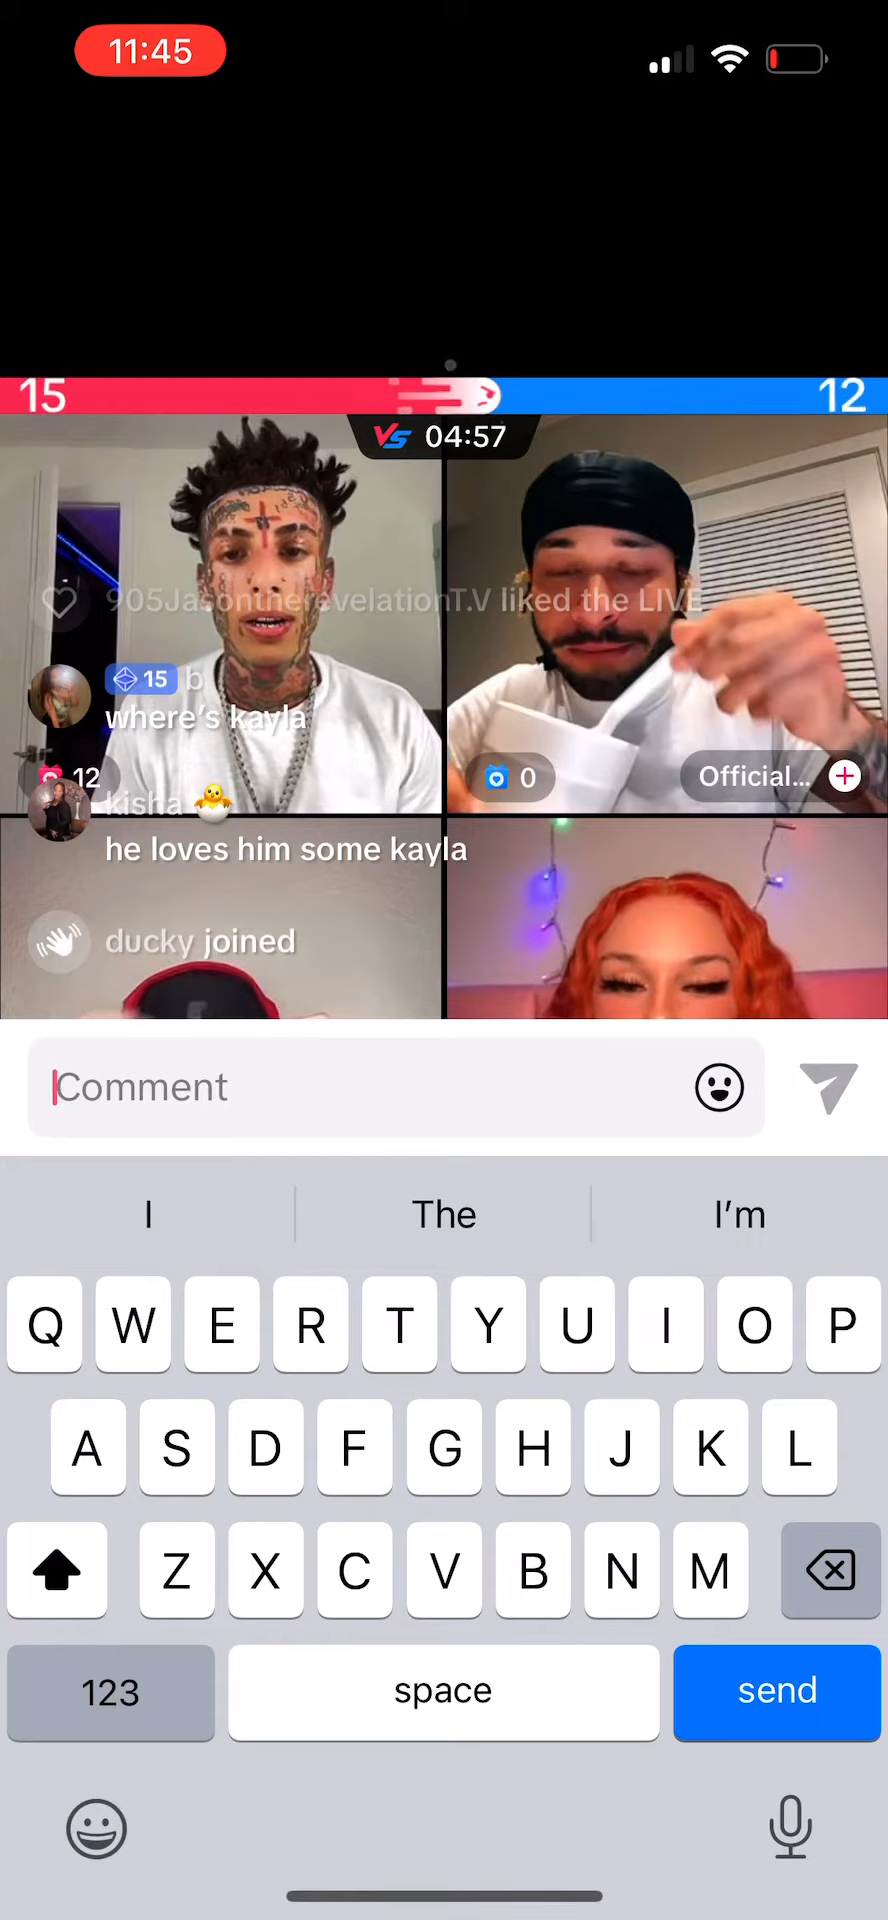 11:45
15
12
VS 04:57
905JasontherevelationT.V liked the LIVE
15 b
where's kayla
12
0
Official...
kisha 🐣
he loves him some kayla
ducky joined
Comment
I
The
I'm
Q W E R T Y U I O P
A S D F G H J K L
Z X C V B N M
123
space
send